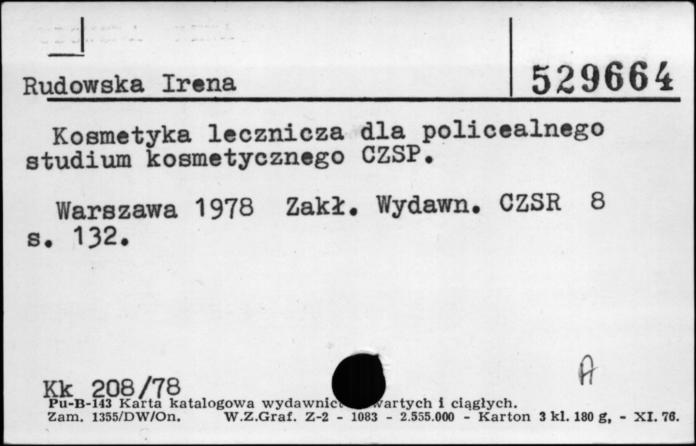 Rudowska Irena
529664
Kosmetyka lecznicza dla policealnego
studium kosmetycznego CZSP.
Warszawa 1978 Zakł. Wydawn. CZSR 8
s. 132.
A
Kk 208/78
Pu-B-143 Karta katalogowa wydawnict wartych i ciągłych.
Zam. 1355/DW/On. W.Z.Graf. Z-2 - 1083 - 2.555.000 - Karton 3 kl. 180 g, - XI. 76.